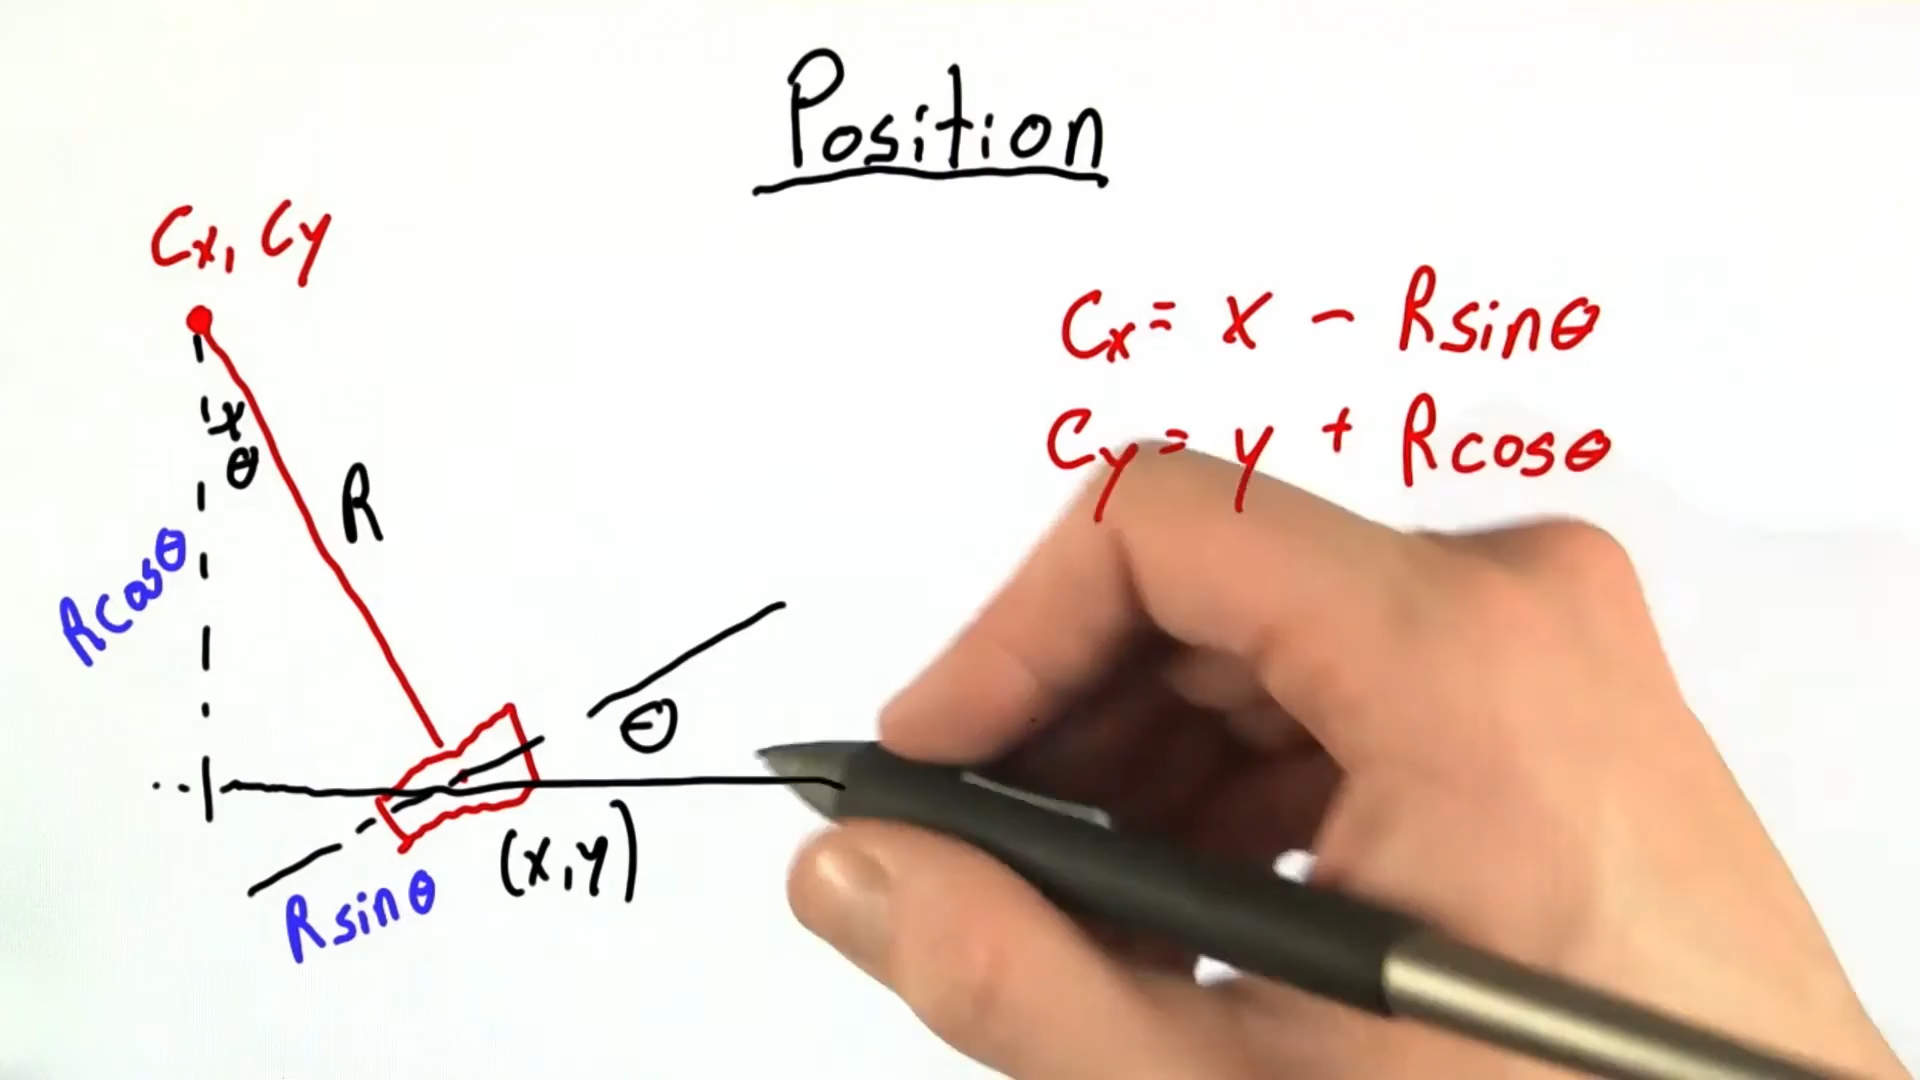 Position
Cx, Cy
Cx = x - Rsinθ
Cy = y + Rcosθ
θ
R
Rcosθ
θ
(x,y)
Rsinθ